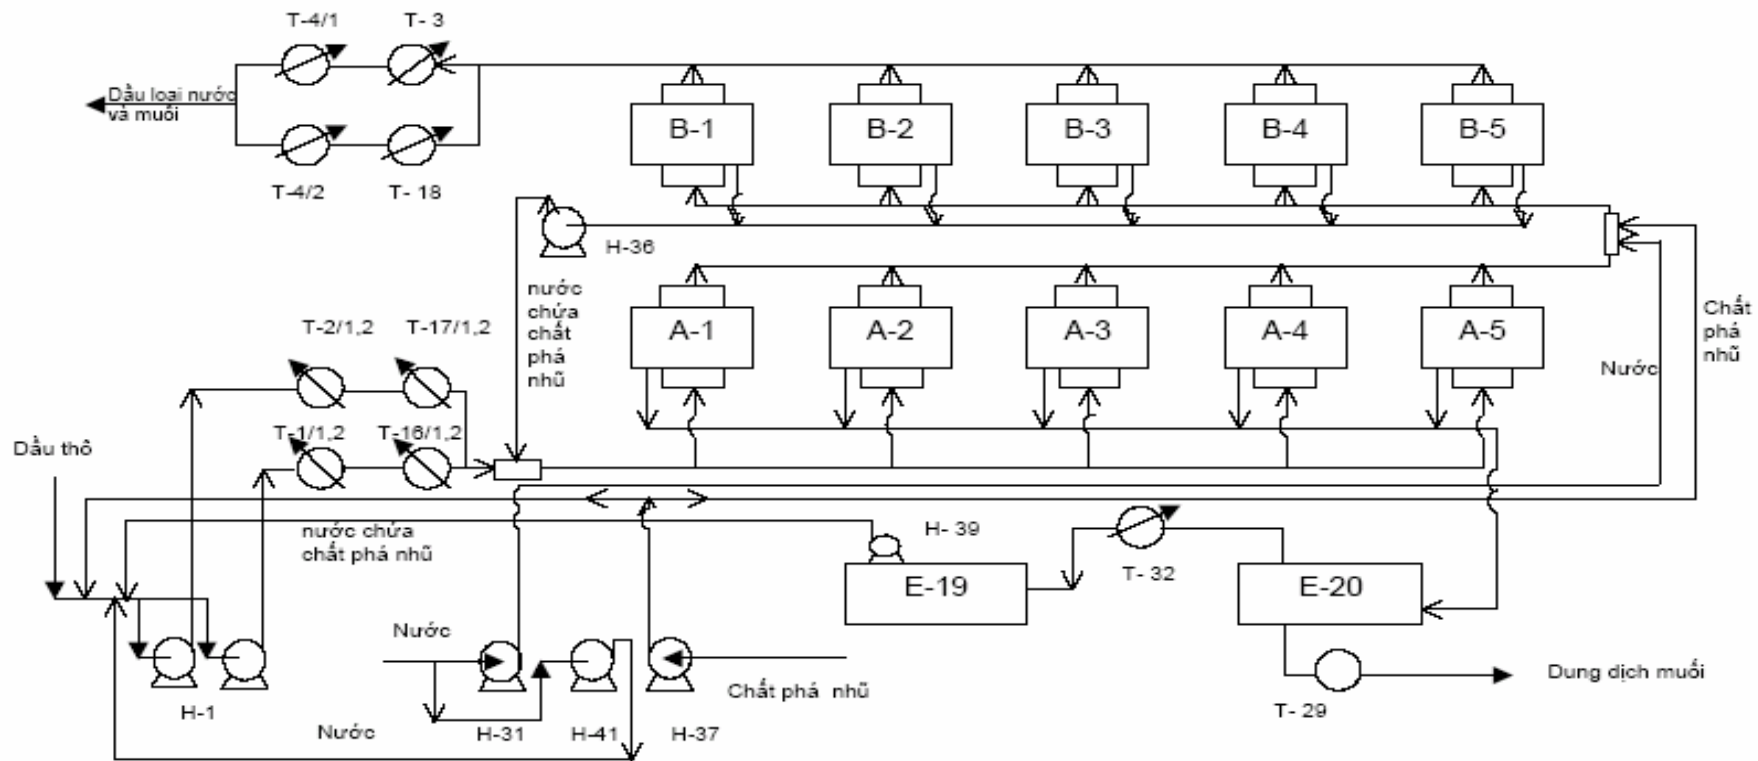 T-4/1
T- 3
Dầu loại nước
và muối
T-4/2
T- 18
B-1
B-2
B-3
B-4
B-5
H-36
nước
chứa
chất
phá
nhũ
A-1
A-2
A-3
A-4
A-5
Chất
phá
nhũ
Nước
T-2/1,2
T-17/1,2
T-1/1,2
T-16/1,2
Dầu thô
nước chứa
chất phá nhũ
H- 39
E-19
T- 32
E-20
Nước
Chất phá nhũ
Dung dịch muối
T- 29
H-1
Nước
H-31
H-41
H-37